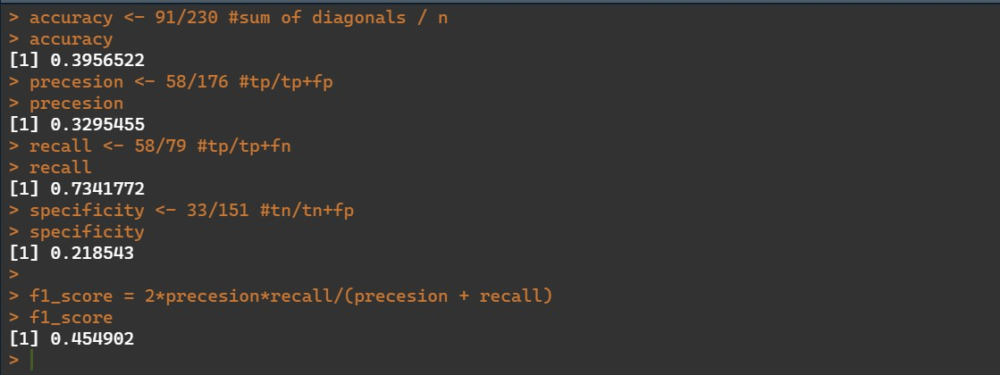 > accuracy <- 91/230 #sum of diagonals / n
> accuracy
[1] 0.3956522
> precesion <- 58/176 #tp/tp+fp
> precesion
[1] 0.3295455
> recall <- 58/79 #tp/tp+fn
> recall
[1] 0.7341772
> specificity <- 33/151 #tn/tn+fp
> specificity
[1] 0.218543
>
> f1_score = 2*precesion*recall/(precesion + recall)
> f1_score
[1] 0.454902
>